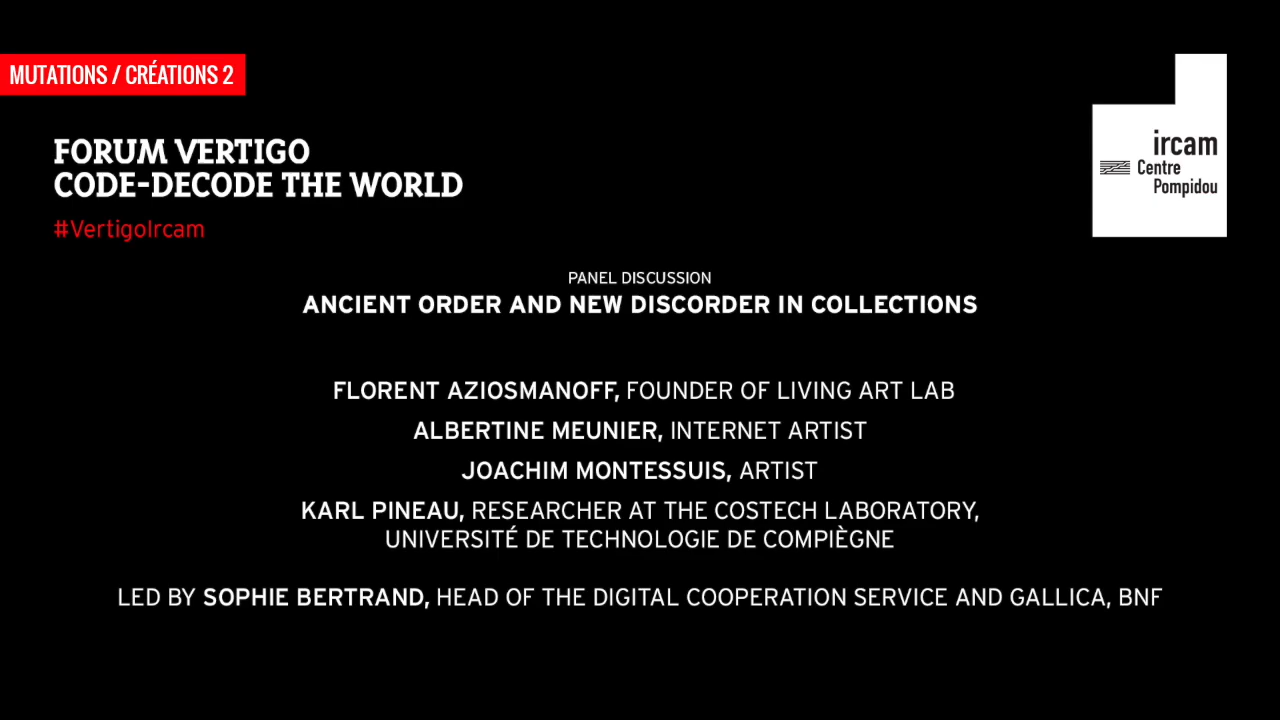 MUTATIONS / CRÉATIONS 2
FORUM VERTIGO
CODE-DECODE THE WORLD
#VertigoIrcam
ircam
Centre
Pompidou
PANEL DISCUSSION
ANCIENT ORDER AND NEW DISCORDER IN COLLECTIONS
FLORENT AZIOSMANOFF, FOUNDER OF LIVING ART LAB
ALBERTINE MEUNIER, INTERNET ARTIST
JOACHIM MONTESSUIS, ARTIST
KARL PINEAU, RESEARCHER AT THE COSTECH LABORATORY,
UNIVERSITÉ DE TECHNOLOGIE DE COMPIÈGNE
LED BY SOPHIE BERTRAND, HEAD OF THE DIGITAL COOPERATION SERVICE AND GALLICA, BNF